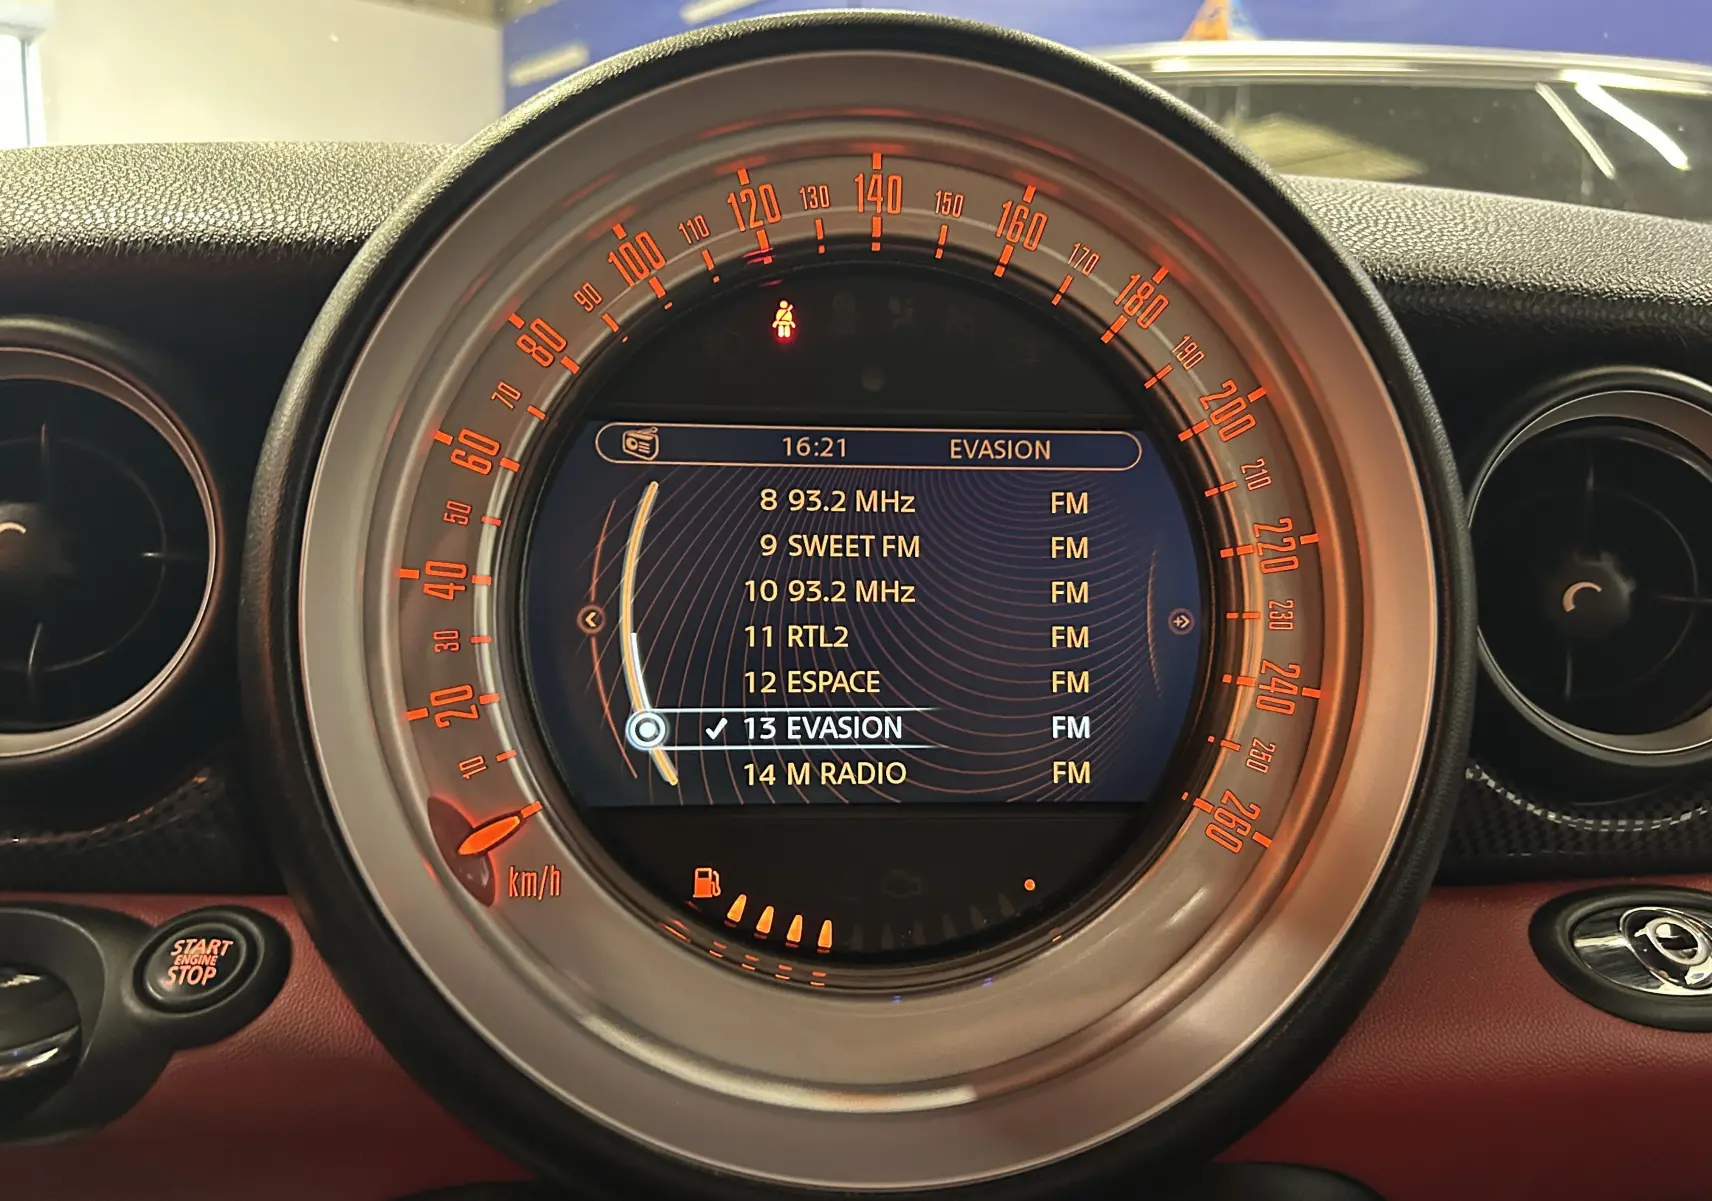 16:21 EVASION
8 93.2 MHz FM
9 SWEET FM FM
10 93.2 MHz FM
11 RTL2 FM
12 ESPACE FM
✓ 13 EVASION FM
14 M RADIO FM
10
20
30
40
50
60
70
80
90
100
110
120
130
140
150
160
170
180
190
200
210
220
230
240
250
260
km/h
START
ENGINE
STOP